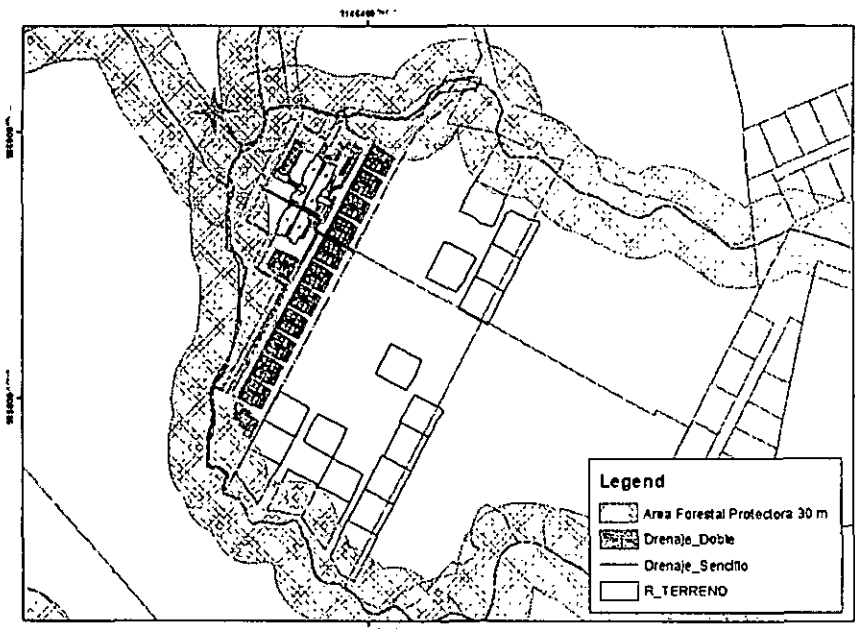 Legend
Area Forestal Protectora 30 m
Drenaje_Doble
Drenaje_Sencillo
R_TERRENO